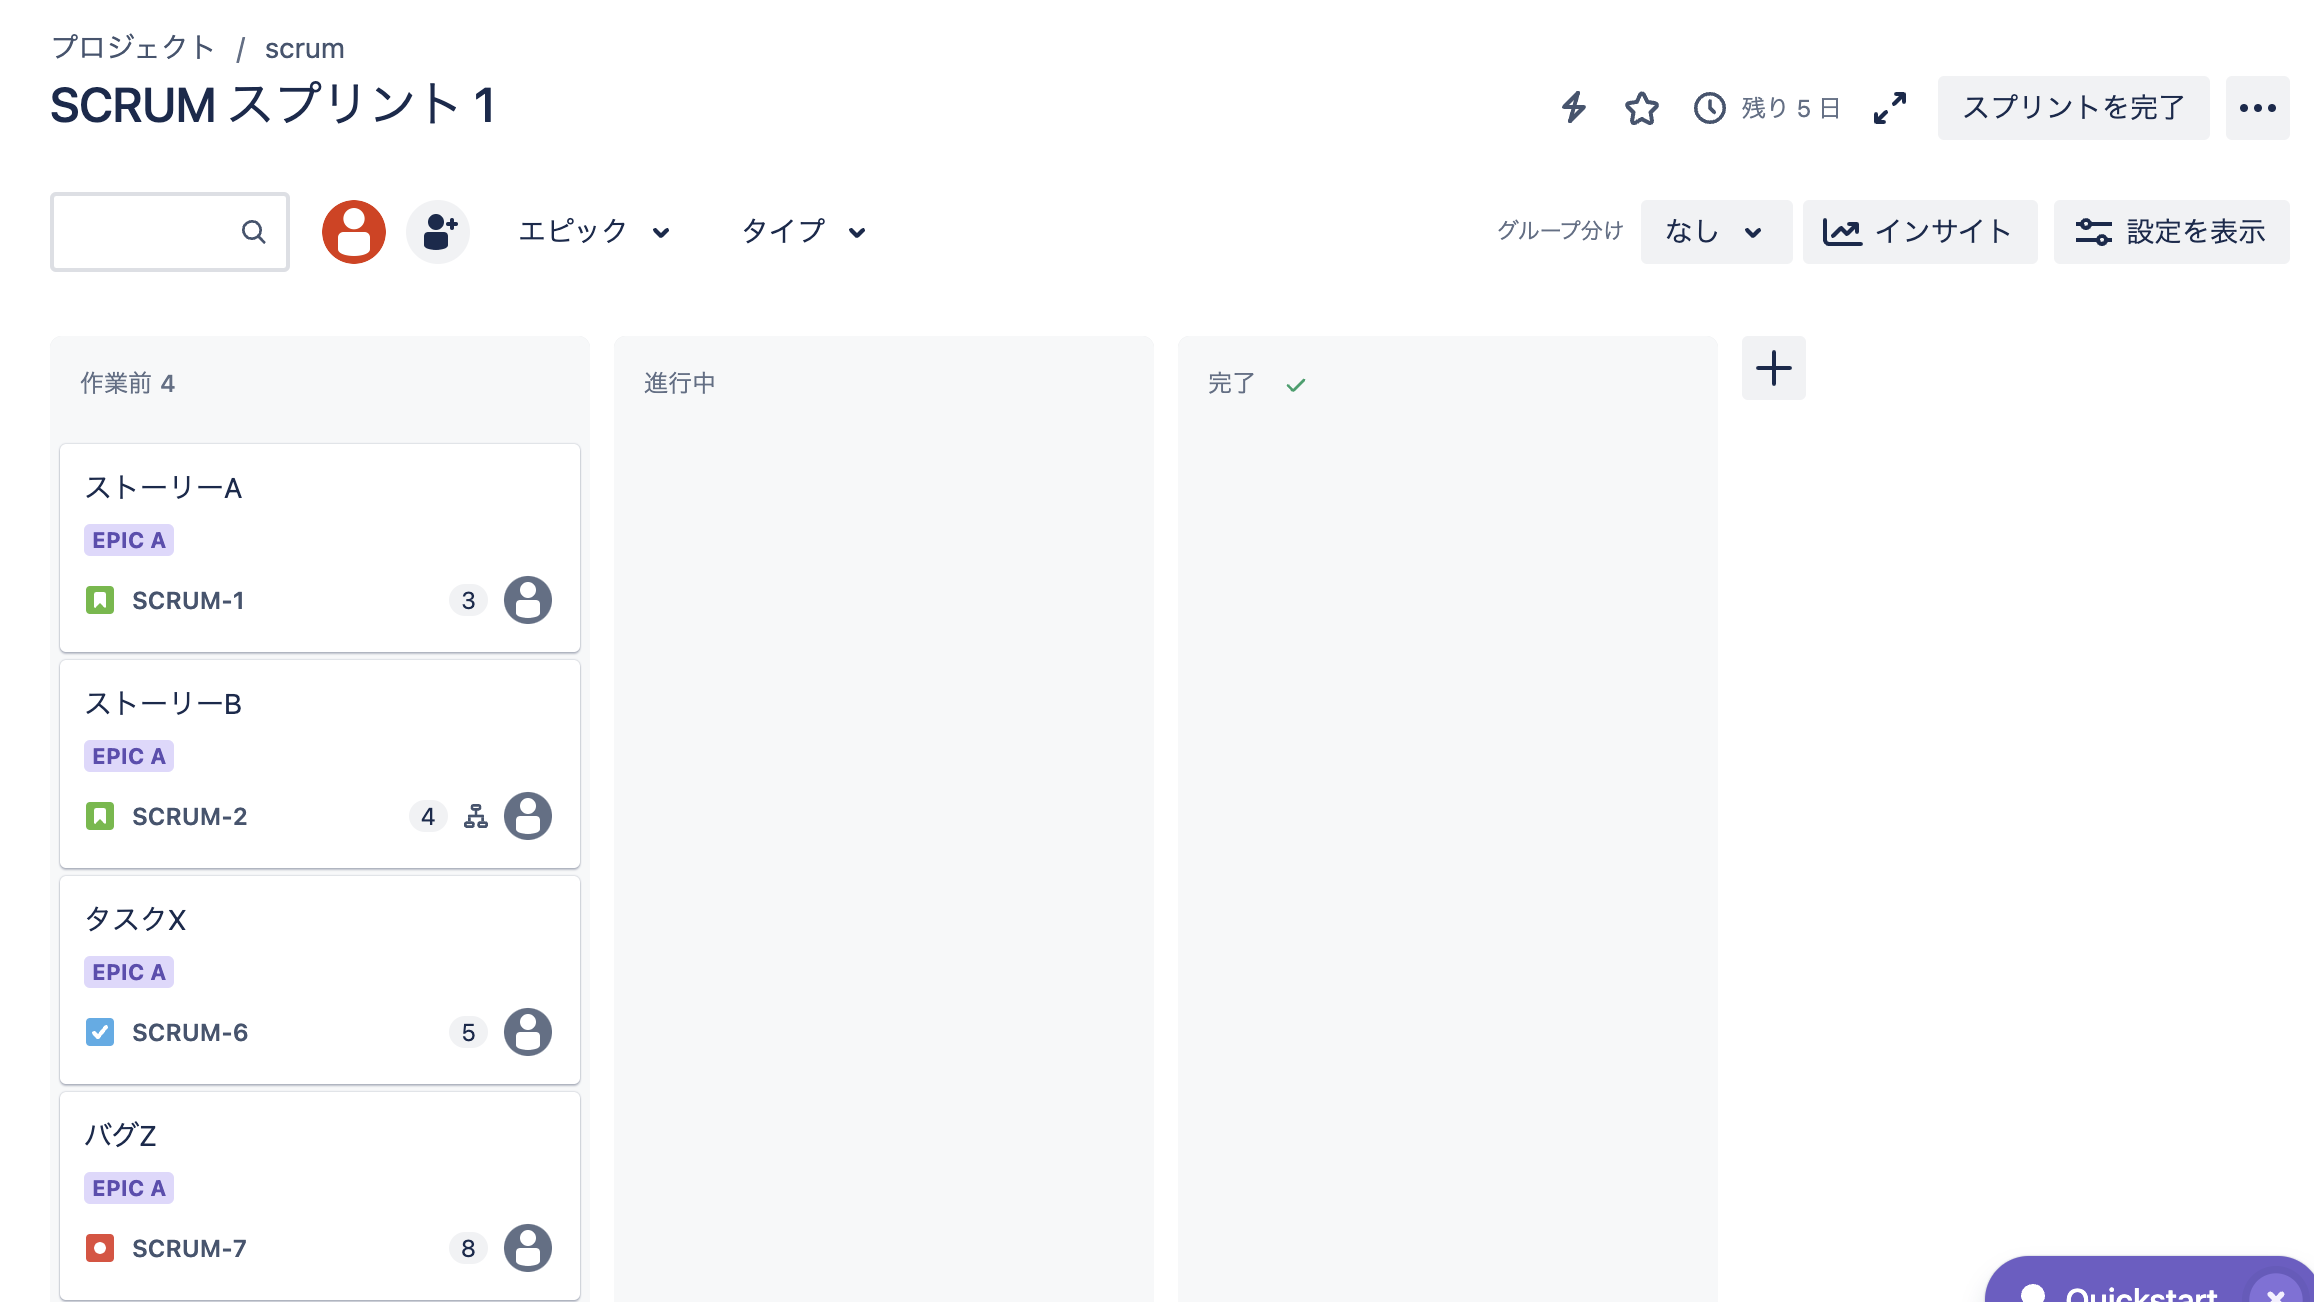 プロジェクト / scrum
SCRUM スプリント 1
残り 5 日
スプリントを完了
エピック
タイプ
グループ分け
なし
インサイト
設定を表示
作業前 4
進行中
完了
ストーリーA
EPIC A
SCRUM-1
3
ストーリーB
EPIC A
SCRUM-2
4
タスクX
EPIC A
SCRUM-6
5
バグZ
EPIC A
SCRUM-7
8
Quickstart